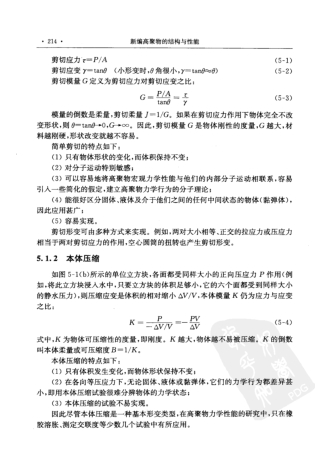 · 214 · 新编高聚物的结构与性能
剪切应力 τ=P/A (5-1)
剪切应变 γ=tanθ (小形变时,θ角很小,γ=tanθ≈θ) (5-2)
剪切模量 G 定义为剪切应力对剪切应变之比:
G = (P/A)/tanθ = τ/γ (5-3)
模量的倒数是柔量,剪切柔量 J=1/G。如果在剪切应力作用下物体完全不改
变形状,则 θ=tanθ→0,G→∞。因此,剪切模量 G 是物体刚性的度量,G 越大,材
料越刚硬,形状改变就越不容易。
简单剪切的特点如下:
(1) 只有物体形状的变化,而体积保持不变;
(2) 对分子运动特别敏感;
(3) 可以容易地将高聚物宏观力学性能与他们的内部分子运动相联系,容易
引入一些简化的假定,建立高聚物力学行为的分子理论;
(4) 能很好区分固体、液体及介于他们之间的任何中间状态的物体(黏弹体),
因此应用甚广;
(5) 容易实现。
剪切形变可由多种方式来实现。例如,两对大小相等、正交的拉应力或压应力
相当于两对剪切应力的作用,空心圆筒的扭转也产生剪切形变。
5.1.2 本体压缩
如图 5-1(b)所示的单位立方块,各面都受同样大小的正向压应力 P 作用(例
如,将此立方块浸入水中,只要立方块的体积足够小,它的六个面都受到同样大小
的静水压力),则压缩应变是体积的相对缩小 △V/V,本体模量 K 仍为应力与应变
之比:
K = P/(-△V/V) = -PV/△V (5-4)
式中,K 为物体可压缩性的度量,即刚度。K 越大,物体越不易被压缩。K 的倒数
叫本体柔量或可压缩度 B=1/K。
本体压缩的特点如下:
(1) 只有体积发生变化,而物体形状保持不变;
(2) 在各向等压应力下,无论固体、液体或黏弹体,它们的力学行为都差异甚
小,即用本体压缩试验很难分辨物体的力学状态;
(3) 本体压缩的试验不易实现。
因此尽管本体压缩是一种基本形变类型,在高聚物力学性能的研究中,只在橡
胶溶胀、测定交联度等少数几个试验中有所应用。
PDG